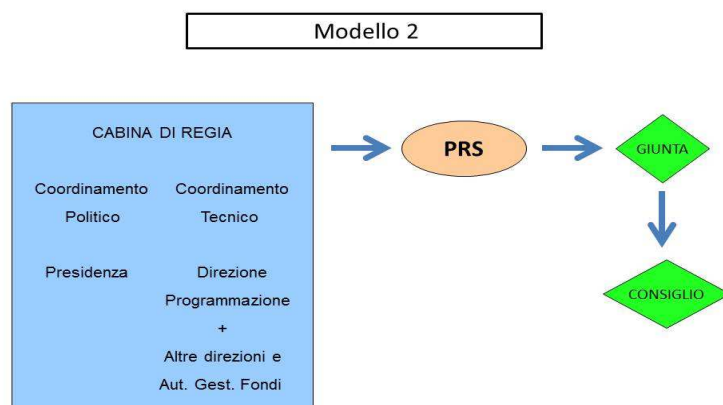 Modello 2
CABINA DI REGIA
Coordinamento Politico
Coordinamento Tecnico
Presidenza
Direzione
Programmazione
+
Altre direzioni e
Aut. Gest. Fondi
PRS
GIUNTA
CONSIGLIO